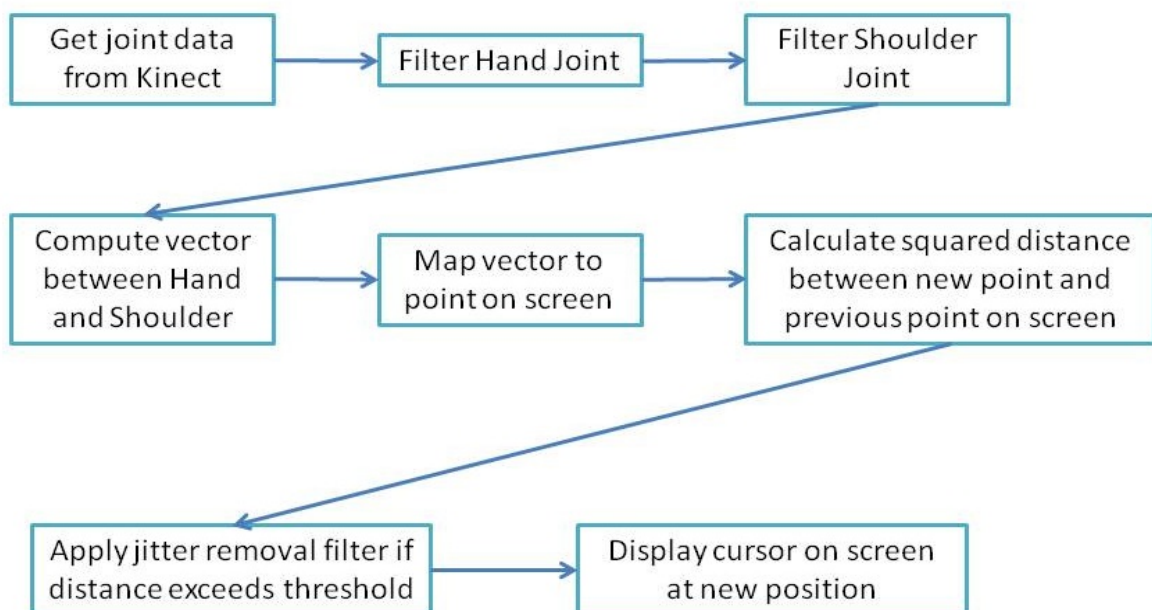 Get joint data
from Kinect
Filter Hand Joint
Filter Shoulder
Joint
Compute vector
between Hand
and Shoulder
Map vector to
point on screen
Calculate squared distance
between new point and
previous point on screen
Apply jitter removal filter if
distance exceeds threshold
Display cursor on screen
at new position